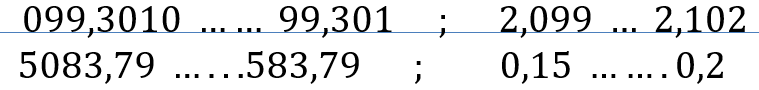 099,3010 ... ... 99,301 ; 2,099 ... 2,102
5083,79 ... . . .583,79 ; 0,15 ... ... . 0,2